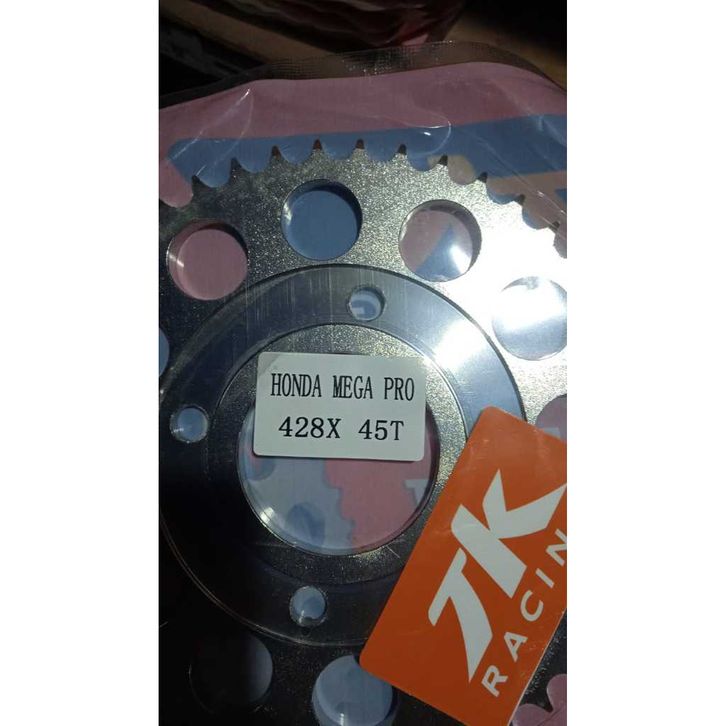 HONDA MEGA PRO
428X 45T
TK
RACIN